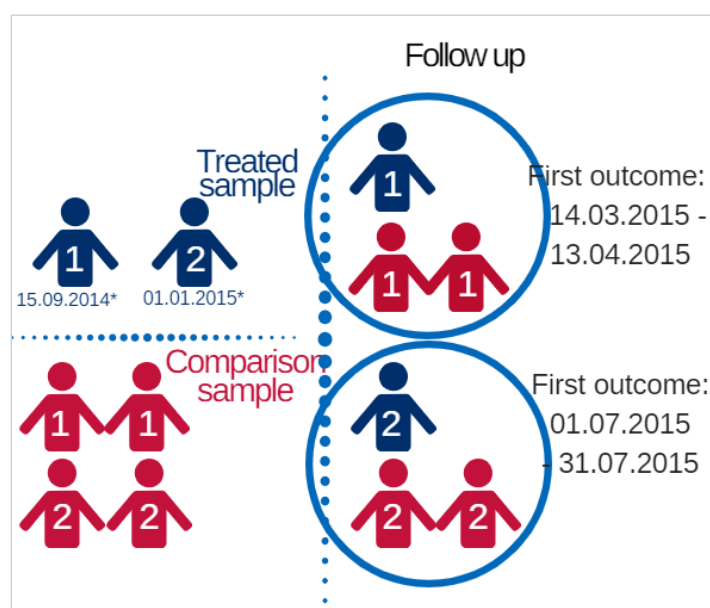 Follow up
Treated
sample
1
2
15.09.2014*
01.01.2015*
1
1 1
First outcome:
14.03.2015 -
13.04.2015
Comparison
sample
1 1
2 2
2
2 2
First outcome:
01.07.2015
- 31.07.2015